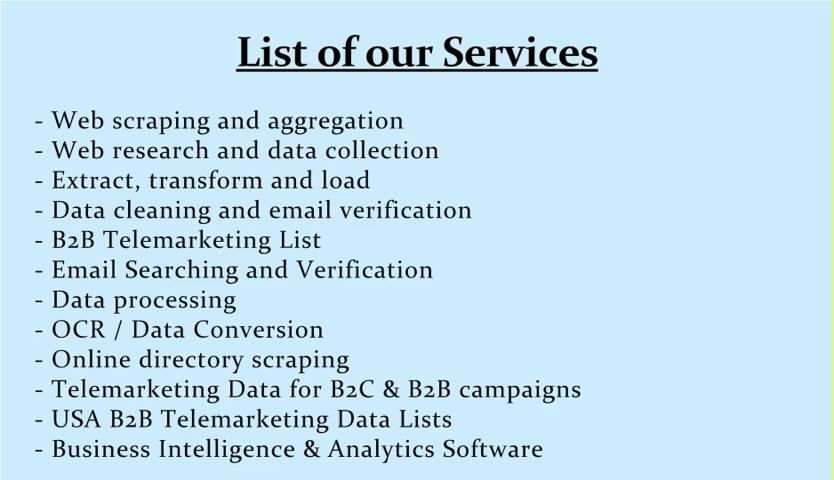 List of our Services
- Web scraping and aggregation
- Web research and data collection
- Extract, transform and load
- Data cleaning and email verification
- B2B Telemarketing List
- Email Searching and Verification
- Data processing
- OCR / Data Conversion
- Online directory scraping
- Telemarketing Data for B2C & B2B campaigns
- USA B2B Telemarketing Data Lists
- Business Intelligence & Analytics Software